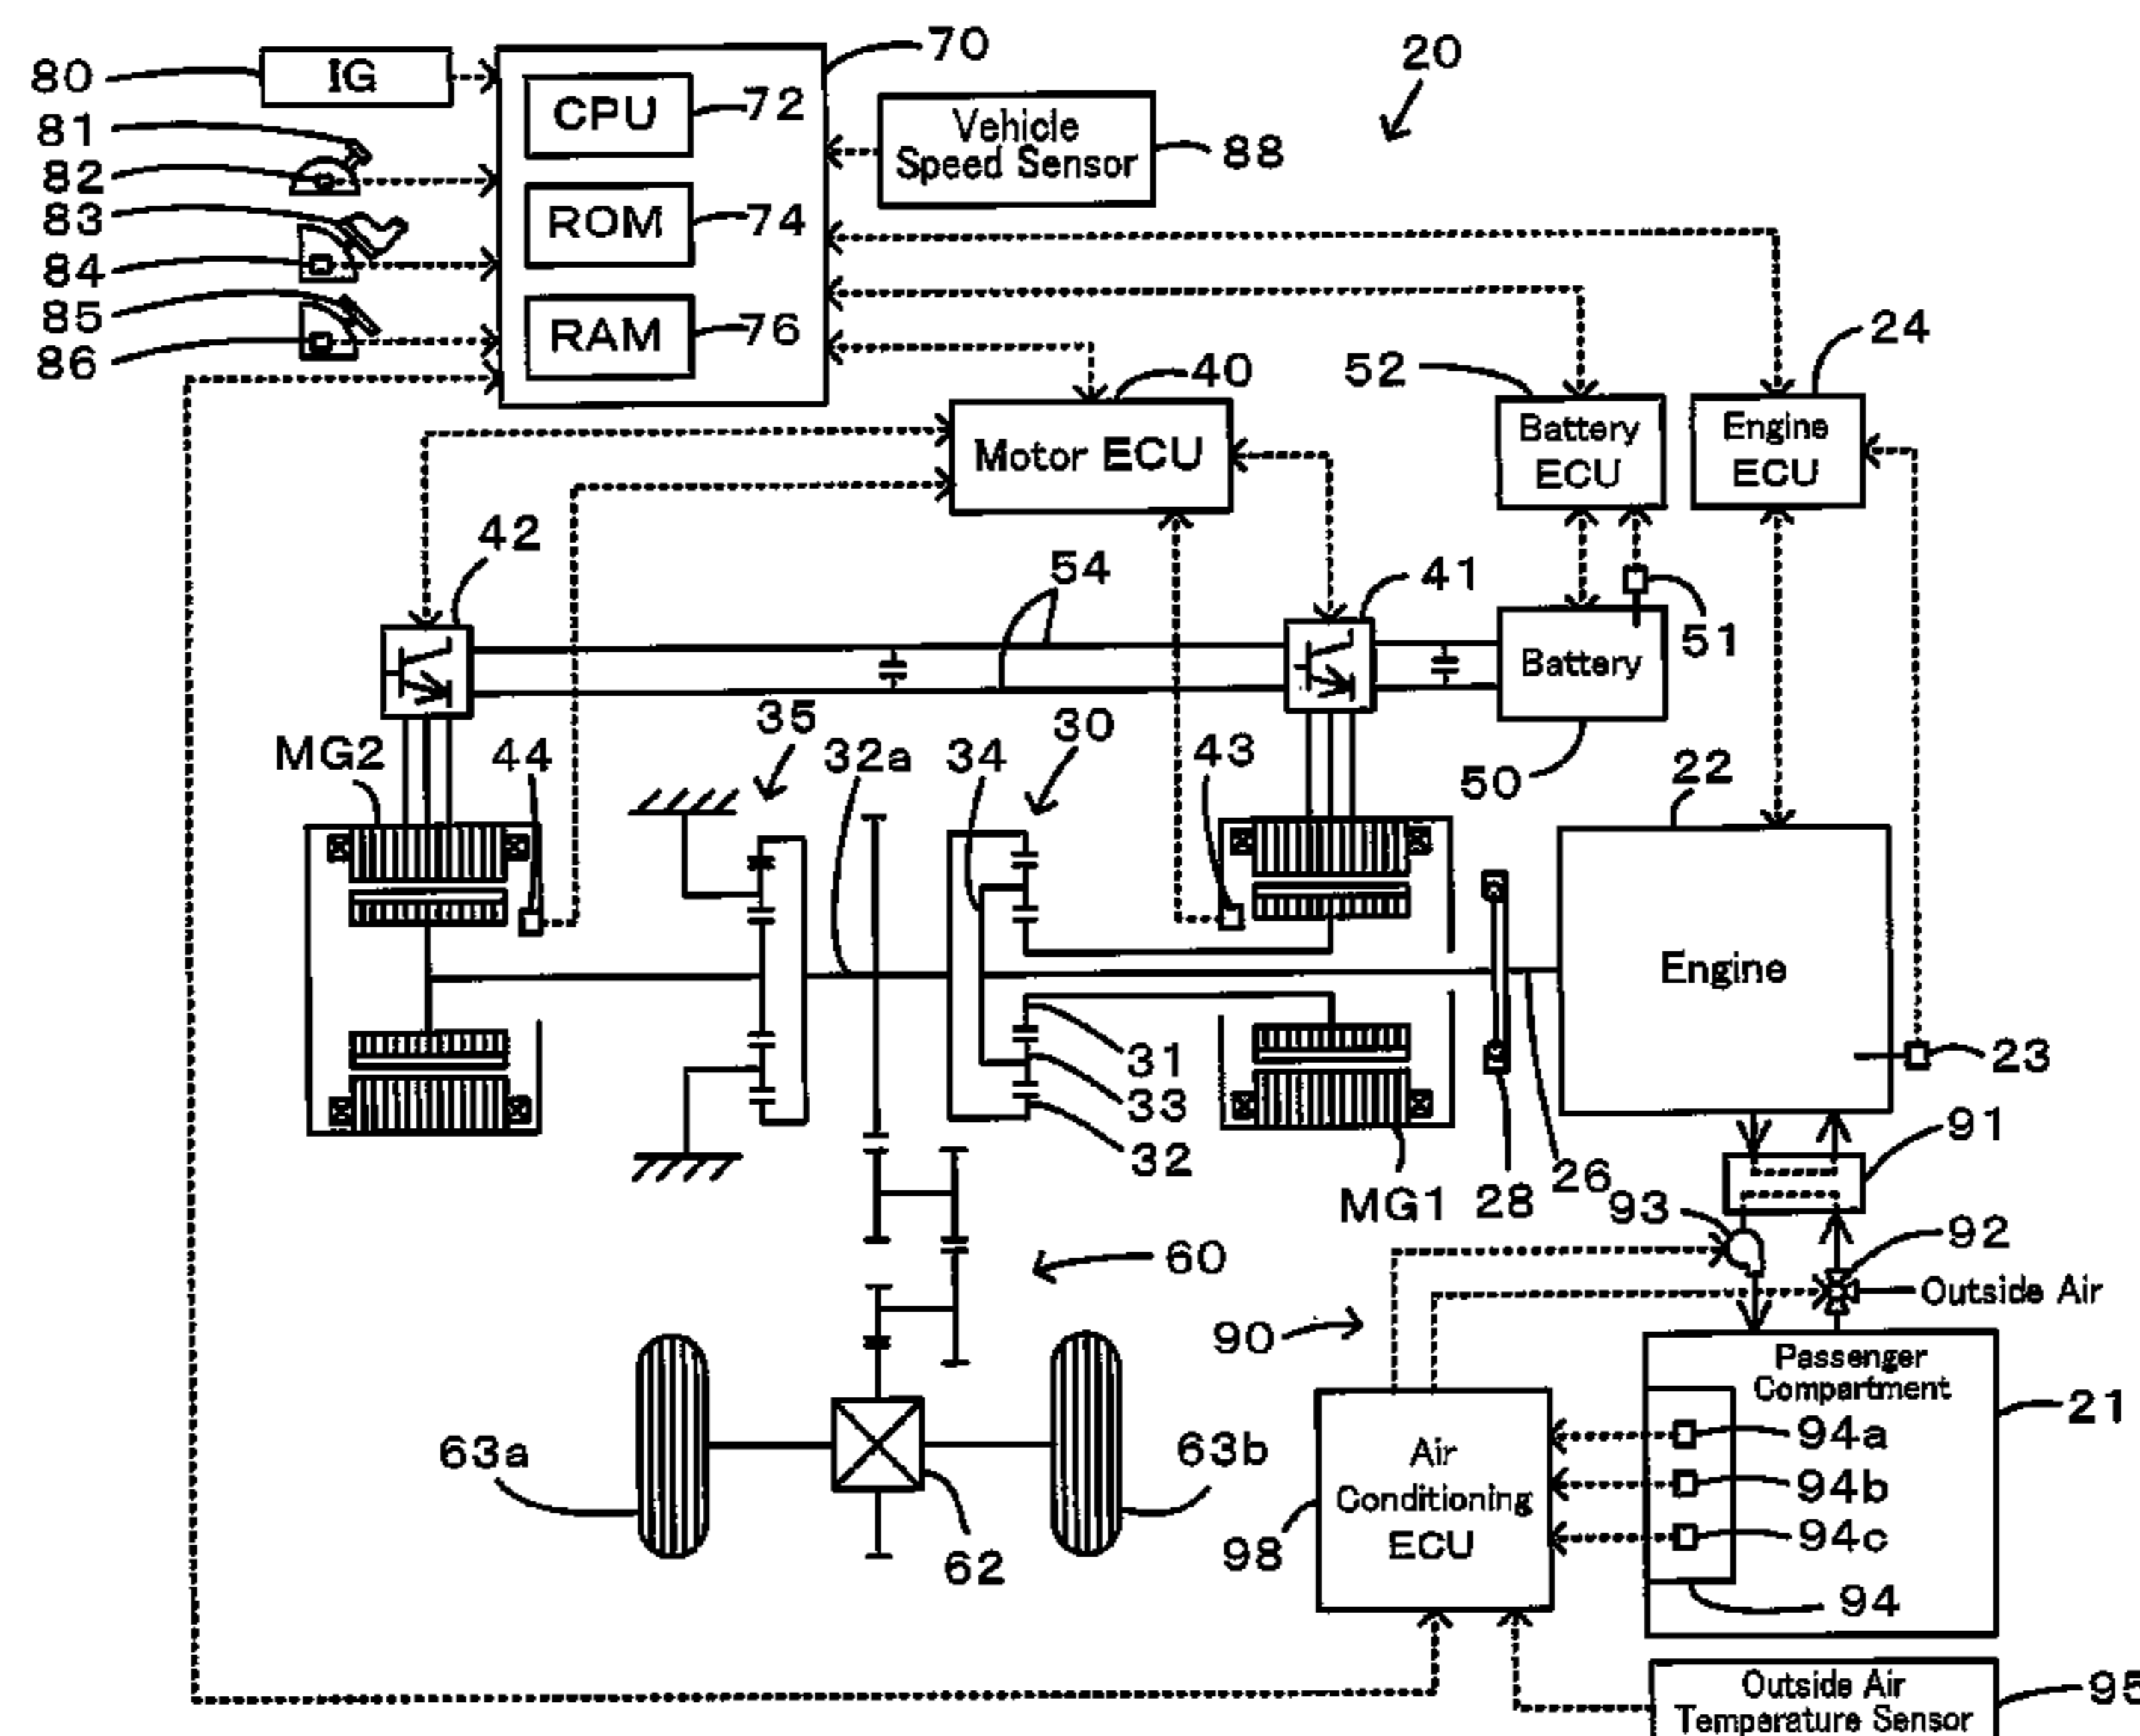 70
20
80
IG
CPU
72
81
Vehicle
Speed Sensor
88
82
83
ROM
74
84
85
RAM
76
24
86
40
52
Motor ECU
Battery
ECU
Engine
ECU
42
54
41
51
Battery
35
30
MG2
44
32a
34
43
50
22
Engine
31
23
33
32
91
MG1
28
26
93
92
60
Outside Air
90
Passenger
Compartment
21
63a
63b
94a
Air
Conditioning
ECU
94b
94c
98
62
94
Outside Air
Temperature Sensor
95